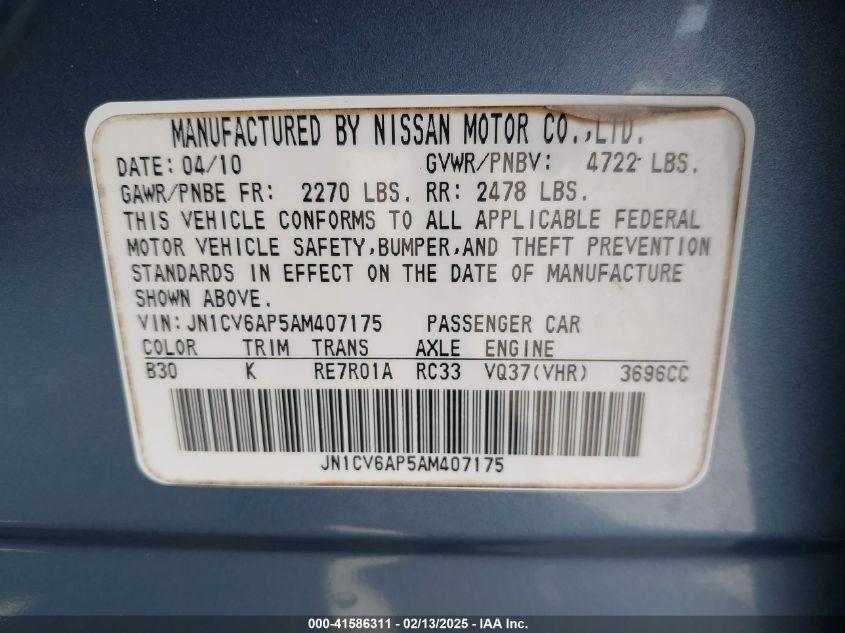 MANUFACTURED BY NISSAN MOTOR CO.,LTD.
DATE: 04/10 GVWR/PNBV: 4722 LBS.
GAWR/PNBE FR: 2270 LBS. RR: 2478 LBS.
THIS VEHICLE CONFORMS TO ALL APPLICABLE FEDERAL
MOTOR VEHICLE SAFETY,BUMPER,AND THEFT PREVENTION
STANDARDS IN EFFECT ON THE DATE OF MANUFACTURE
SHOWN ABOVE.
VIN:JN1CV6AP5AM407175 PASSENGER CAR
COLOR TRIM TRANS AXLE ENGINE
B30 K RE7R01A RC33 VQ37(VHR) 3696CC
JN1CV6AP5AM407175
000-41586311 - 02/13/2025 - IAA Inc.